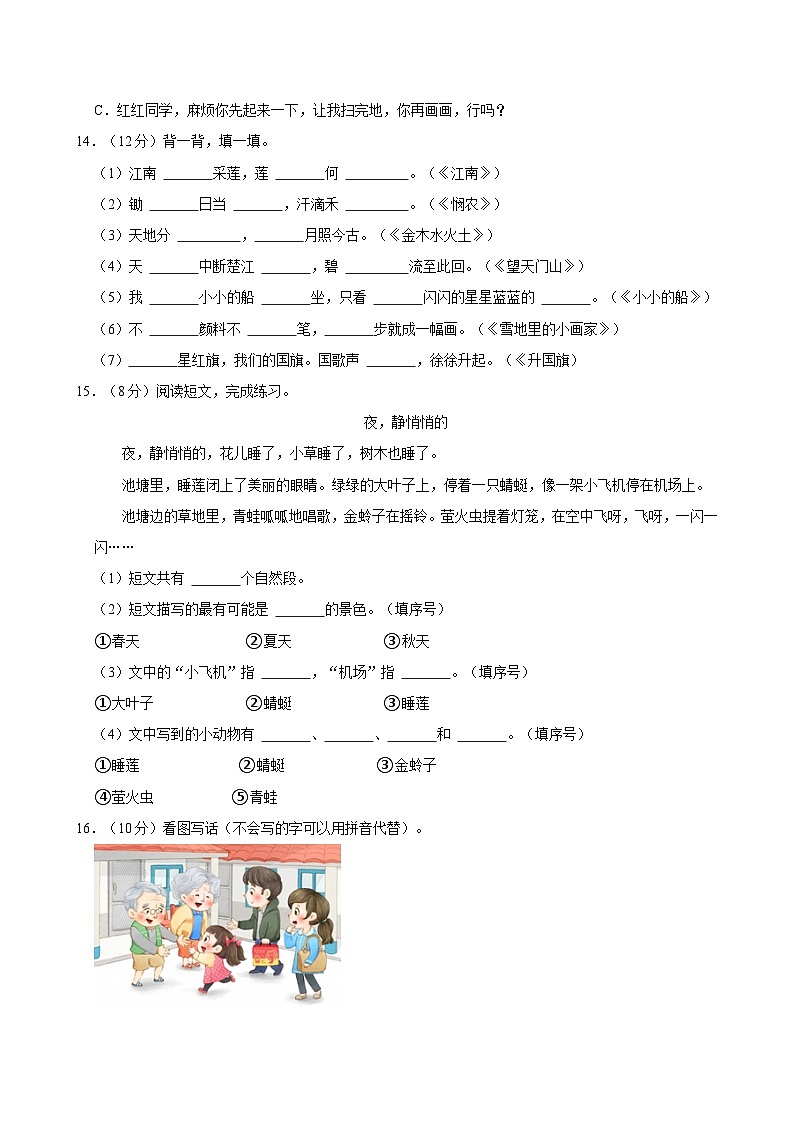 C．红红同学，麻烦你先起来一下，让我扫完地，你再画画，行吗？
14．（12分）背一背，填一填。
（1）江南 ______采莲，莲 ______何 ________。（《江南》）
（2）锄 ______日当 ______，汗滴禾 ________。（《悯农》）
（3）天地分 ________，______月照今古。（《金木水火土》）
（4）天 ______中断楚江 ______，碧 ________流至此回。（《望天门山》）
（5）我 ______小小的船 ______坐，只看 ______闪闪的星星蓝蓝的 ______。（《小小的船》）
（6）不 ______颜料不 ______笔，______步就成一幅画。（《雪地里的小画家》）
（7）______星红旗，我们的国旗。国歌声 ______，徐徐升起。（《升国旗）
15．（8分）阅读短文，完成练习。
夜，静悄悄的
夜，静悄悄的，花儿睡了，小草睡了，树木也睡了。
池塘里，睡莲闭上了美丽的眼睛。绿绿的大叶子上，停着一只蜻蜓，像一架小飞机停在机场上。
池塘边的草地里，青蛙呱呱地唱歌，金蛉子在摇铃。萤火虫提着灯笼，在空中飞呀，飞呀，一闪一
闪……
（1）短文共有 ______个自然段。
（2）短文描写的最有可能是 ______的景色。（填序号）
①春天 ②夏天 ③秋天
（3）文中的“小飞机”指 ______，“机场”指 ______。（填序号）
①大叶子 ②蜻蜓 ③睡莲
（4）文中写到的小动物有 ______、______、______和 ______。（填序号）
①睡莲 ②蜻蜓 ③金蛉子
④萤火虫 ⑤青蛙
16．（10分）看图写话（不会写的字可以用拼音代替）。